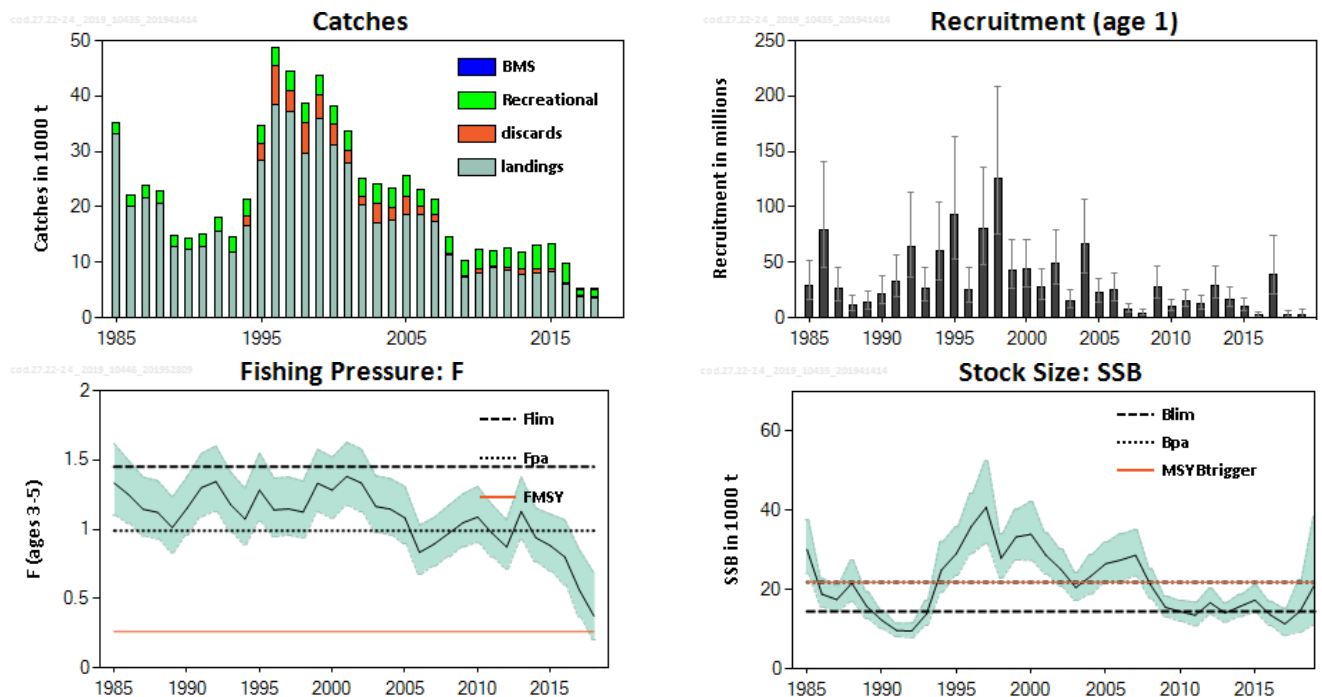 cod.27.22-24_2019_10435_201941414
Catches
Catches in 1000 t
50
40
30
20
10
0
BMS
Recreational
discards
landings
1985
1995
2005
2015
cod.27.22-24_2019_10435_201941414
Recruitment (age 1)
Recruitment in millions
250
200
150
100
50
0
1985
1990
1995
2000
2005
2010
2015
cod.27.22-24_2019_10446_201952809
Fishing Pressure: F
F (ages 3-5)
2
1.5
1
0.5
0
Flim
Fpa
FMSY
1985
1990
1995
2000
2005
2010
2015
cod.27.22-24_2019_10435_201941414
Stock Size: SSB
SSB in 1000 t
60
40
20
0
Blim
Bpa
MSYBtrigger
1985
1990
1995
2000
2005
2010
2015